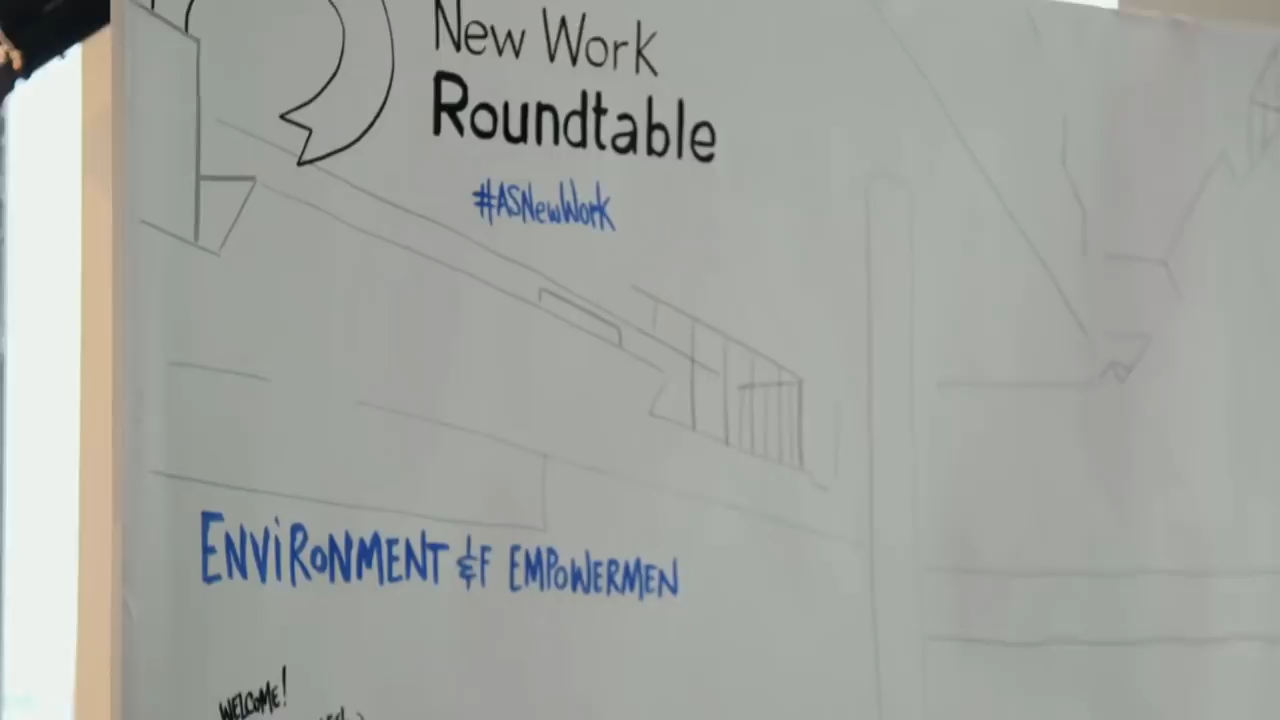 New Work
Roundtable
#ASNewWork
ENViRONMENT & EMPOWERMEN
WELCOME!